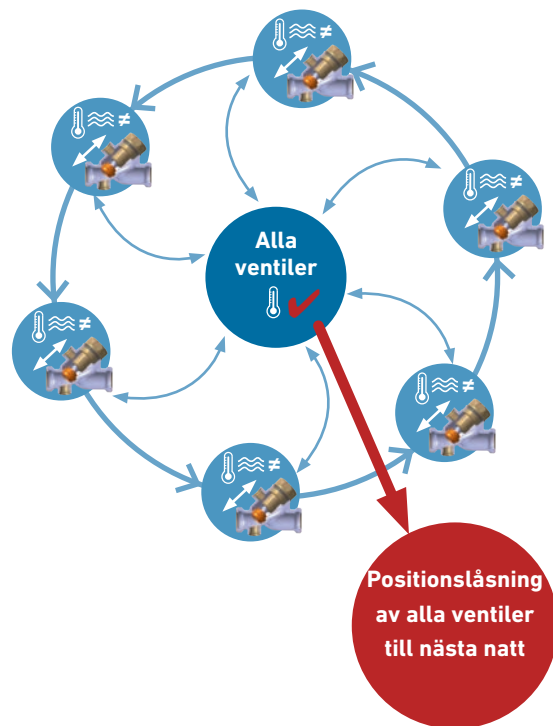 Alla
ventiler
Positionslåsning
av alla ventiler
till nästa natt